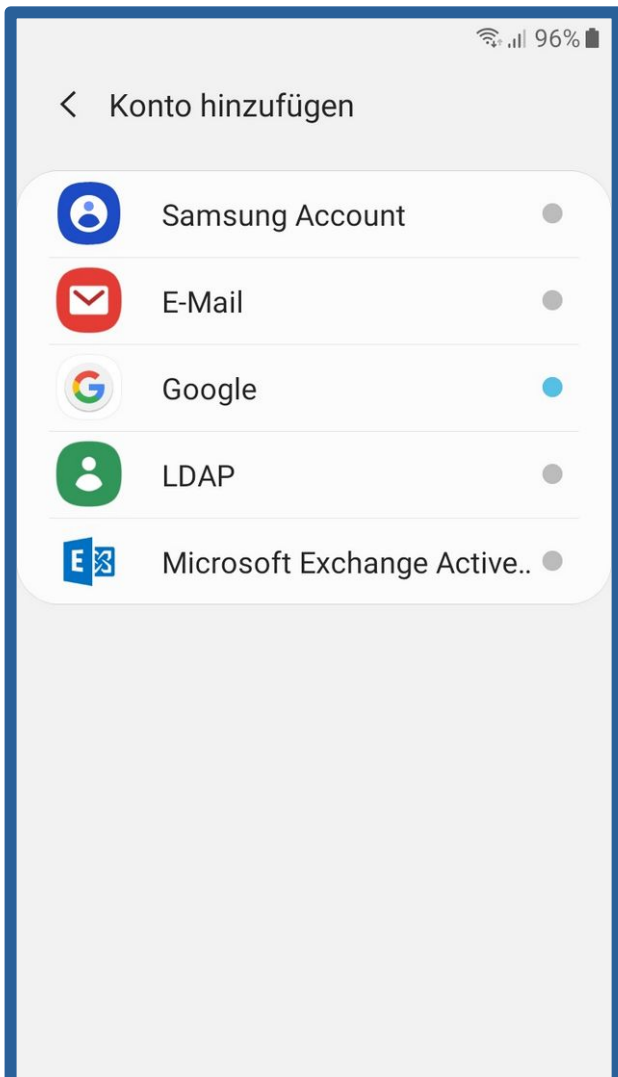 96%
Konto hinzufügen
Samsung Account
E-Mail
Google
LDAP
Microsoft Exchange Active..